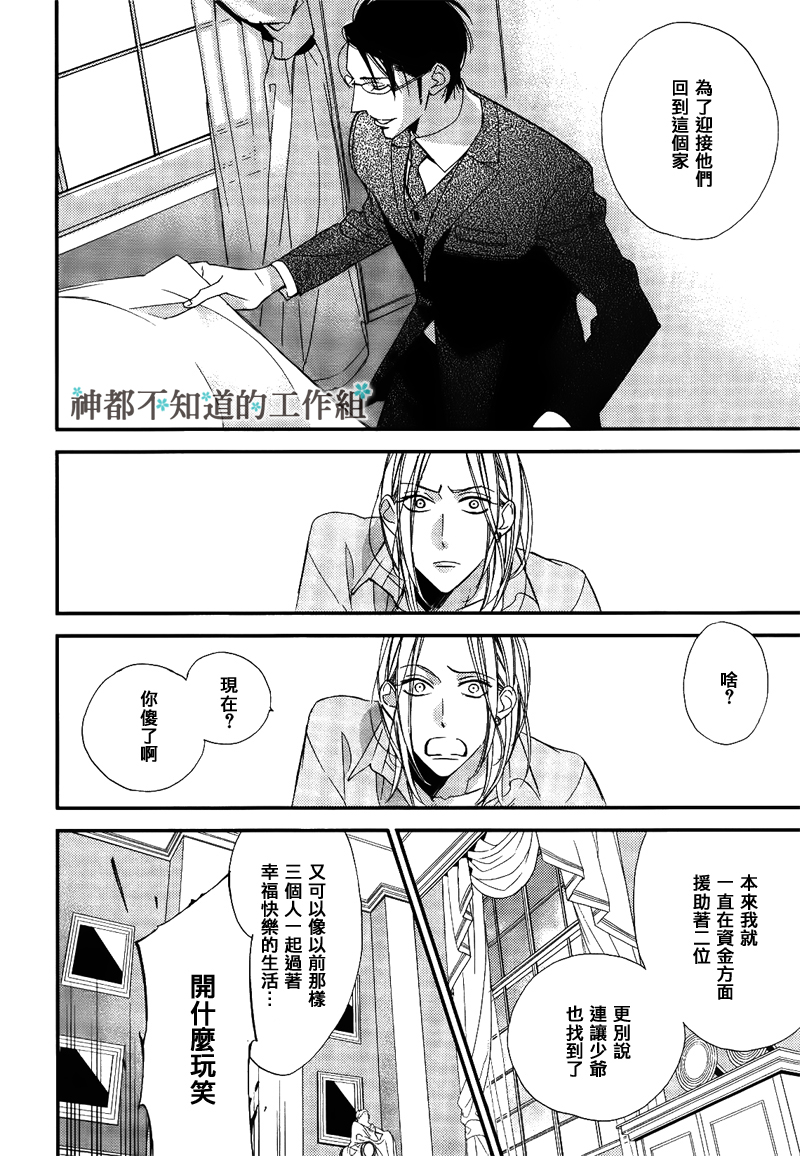 為了迎接他們
回到這個家
神都不知道的工作組
啥?
現在?
你傻了啊
本來我就
一直在資金方面
援助著二位
更別說
連讓少爺
也找到了
又可以像以前那樣
三個人一起過著
幸福快樂的生活…
開什麼玩笑